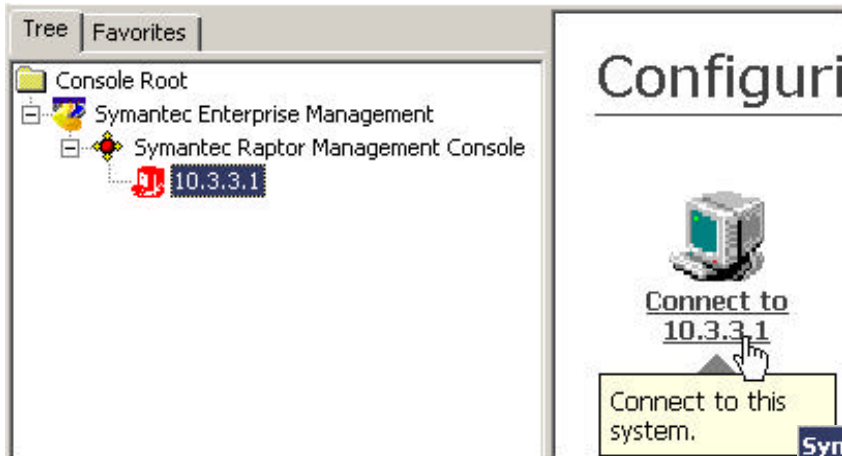 Tree
Favorites
Console Root
Symantec Enterprise Management
Symantec Raptor Management Console
10.3.3.1
Configuri
Connect to
10.3.3.1
Connect to this
system.
Sym